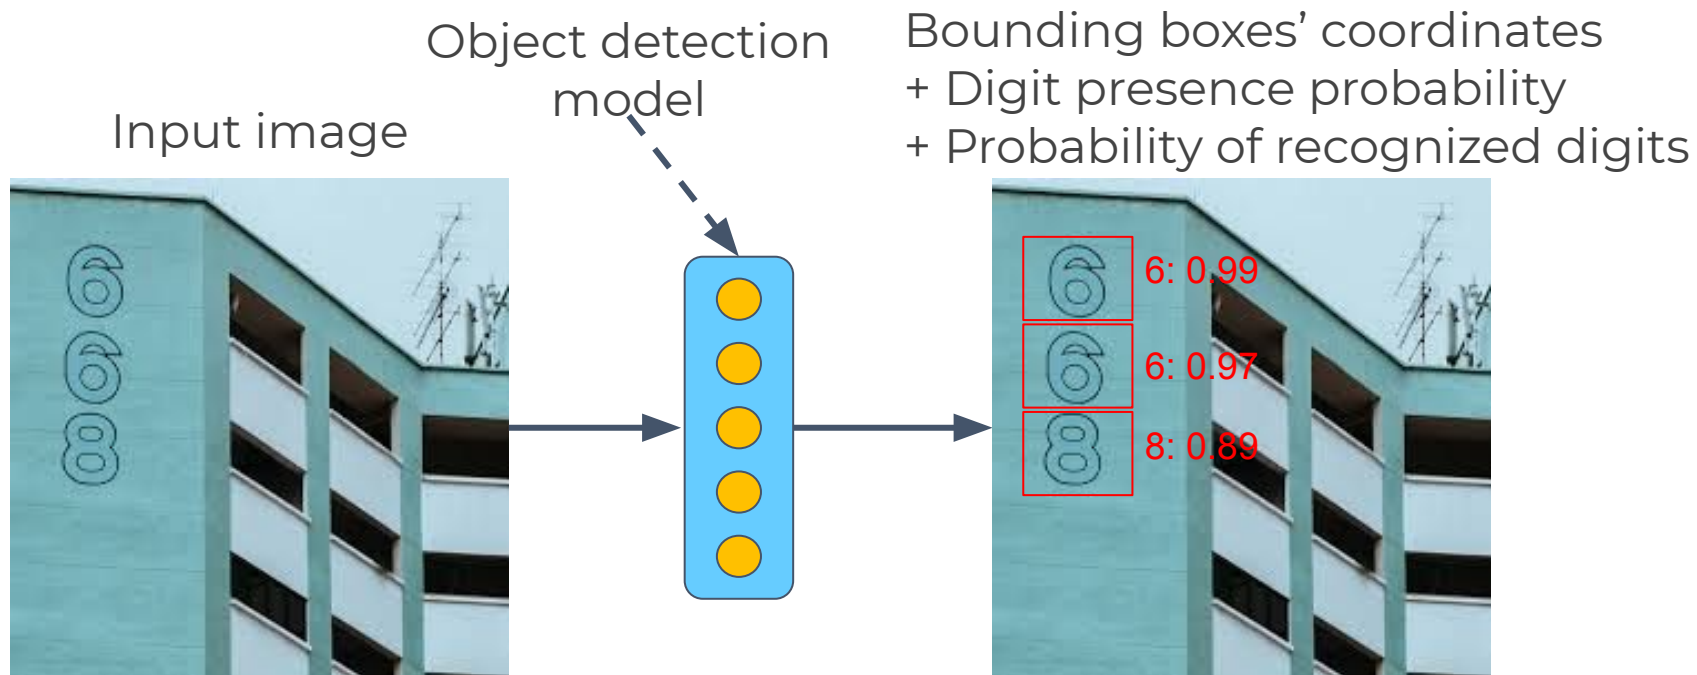 Object detection
model
Input image
Bounding boxes’ coordinates
+ Digit presence probability
+ Probability of recognized digits
6
6
8
6
6: 0.99
6
6: 0.97
8
8: 0.89